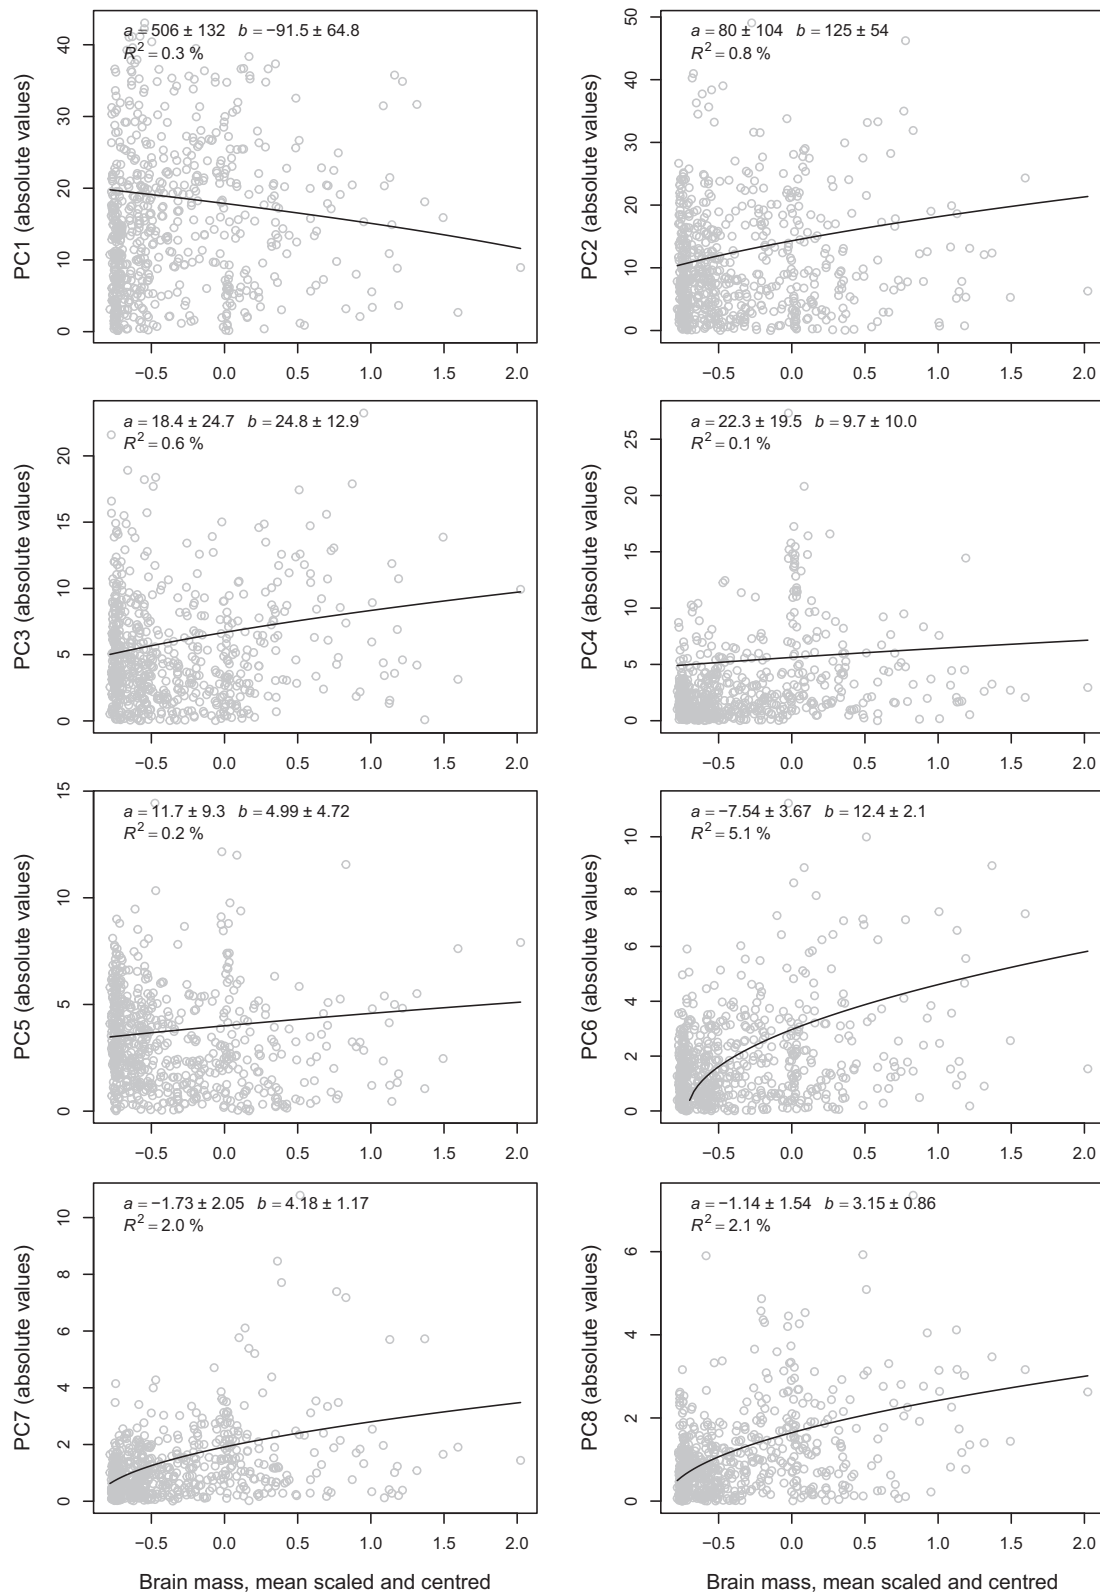 a = 506 ± 132 b = −91.5 ± 64.8
R² = 0.3 %
PC1 (absolute values)
0 10 20 30 40
−0.5 0.0 0.5 1.0 1.5 2.0
a = 80 ± 104 b = 125 ± 54
R² = 0.8 %
PC2 (absolute values)
0 10 20 30 40 50
−0.5 0.0 0.5 1.0 1.5 2.0
a = 18.4 ± 24.7 b = 24.8 ± 12.9
R² = 0.6 %
PC3 (absolute values)
0 5 10 15 20
−0.5 0.0 0.5 1.0 1.5 2.0
a = 22.3 ± 19.5 b = 9.7 ± 10.0
R² = 0.1 %
PC4 (absolute values)
0 5 10 15 20 25
−0.5 0.0 0.5 1.0 1.5 2.0
a = 11.7 ± 9.3 b = 4.99 ± 4.72
R² = 0.2 %
PC5 (absolute values)
0 5 10 15
−0.5 0.0 0.5 1.0 1.5 2.0
a = −7.54 ± 3.67 b = 12.4 ± 2.1
R² = 5.1 %
PC6 (absolute values)
0 2 4 6 8 10
−0.5 0.0 0.5 1.0 1.5 2.0
a = −1.73 ± 2.05 b = 4.18 ± 1.17
R² = 2.0 %
PC7 (absolute values)
0 2 4 6 8 10
−0.5 0.0 0.5 1.0 1.5 2.0
Brain mass, mean scaled and centred
a = −1.14 ± 1.54 b = 3.15 ± 0.86
R² = 2.1 %
PC8 (absolute values)
0 2 4 6
−0.5 0.0 0.5 1.0 1.5 2.0
Brain mass, mean scaled and centred